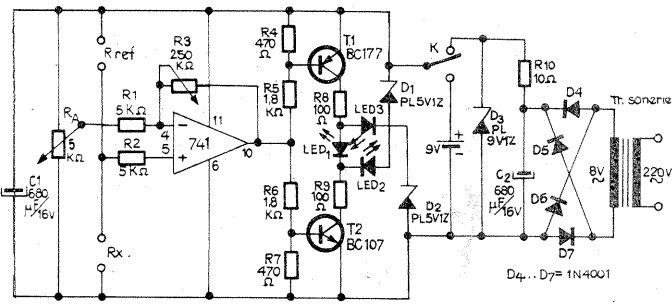 R4
470
Ω
T1
BC177
R ref
R3
250
KΩ
R5
1,8
KΩ
R8
100
Ω
D1
PL5V1Z
K
R10
10Ω
D4
Tr. sonerie
RA
5
KΩ
R1
5KΩ
R2
5KΩ
4
5
−
+
741
11
6
10
LED3
LED1
LED2
D3
PL
9V1Z
9V
+
−
D5
8V
~
220V
~
C1
680
µF/16V
R6
1,8
KΩ
R9
100
Ω
D2
PL5V1Z
C2
680
µF/16V
D6
Rx.
T2
BC107
R7
470
Ω
D7
D4..D7=1N4001